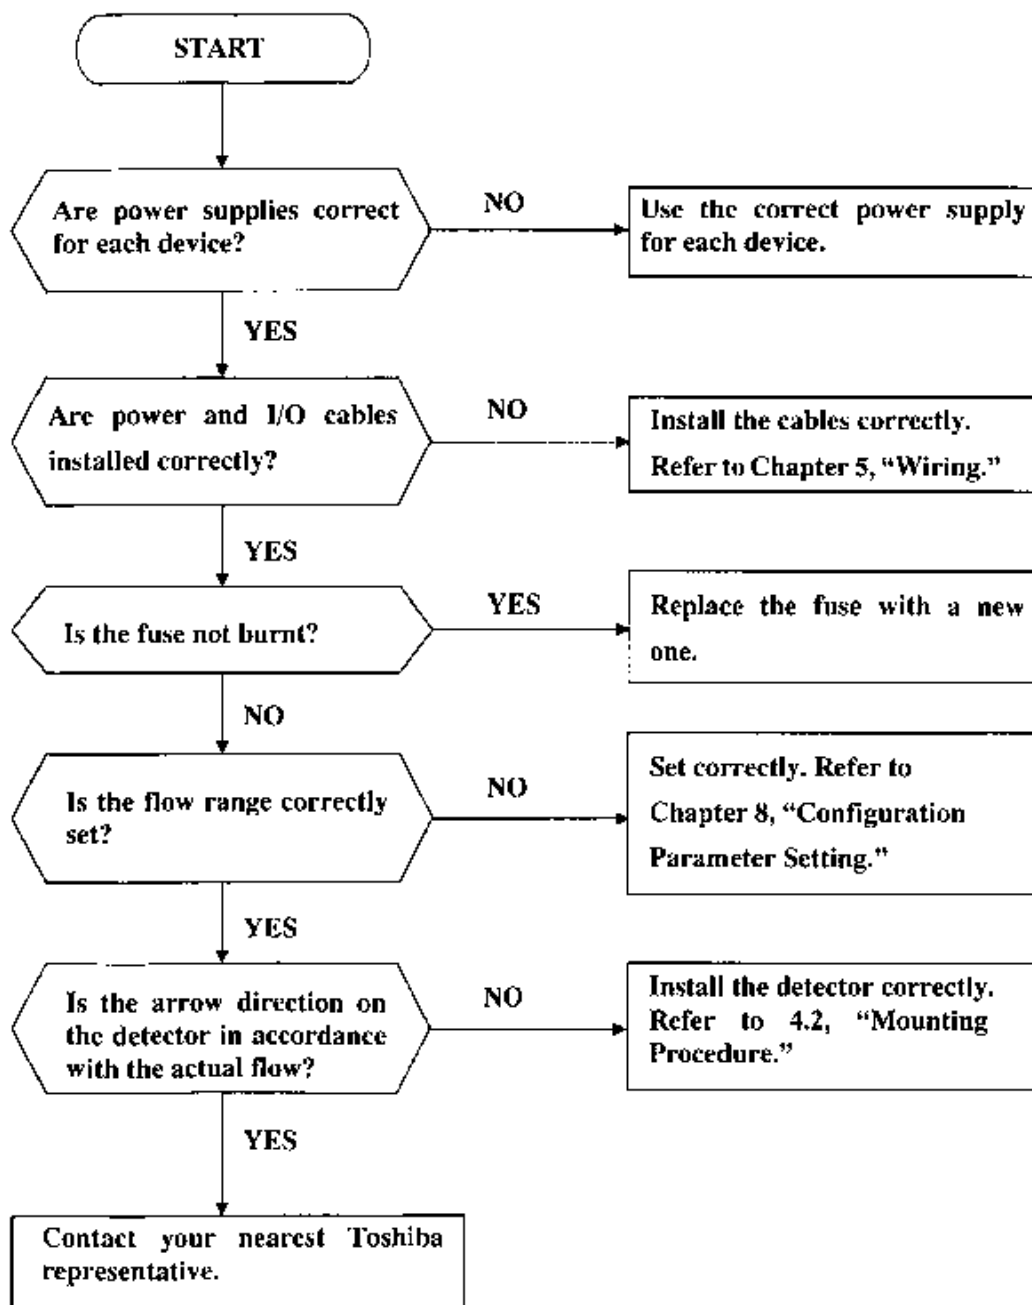 START
Are power supplies correct
for each device?
NO
Use the correct power supply
for each device.
YES
Are power and I/O cables
installed correctly?
NO
Install the cables correctly.
Refer to Chapter 5, “Wiring.”
YES
Is the fuse not burnt?
YES
Replace the fuse with a new
one.
NO
Is the flow range correctly
set?
NO
Set correctly. Refer to
Chapter 8, “Configuration
Parameter Setting.”
YES
Is the arrow direction on
the detector in accordance
with the actual flow?
NO
Install the detector correctly.
Refer to 4.2, “Mounting
Procedure.”
YES
Contact your nearest Toshiba
representative.